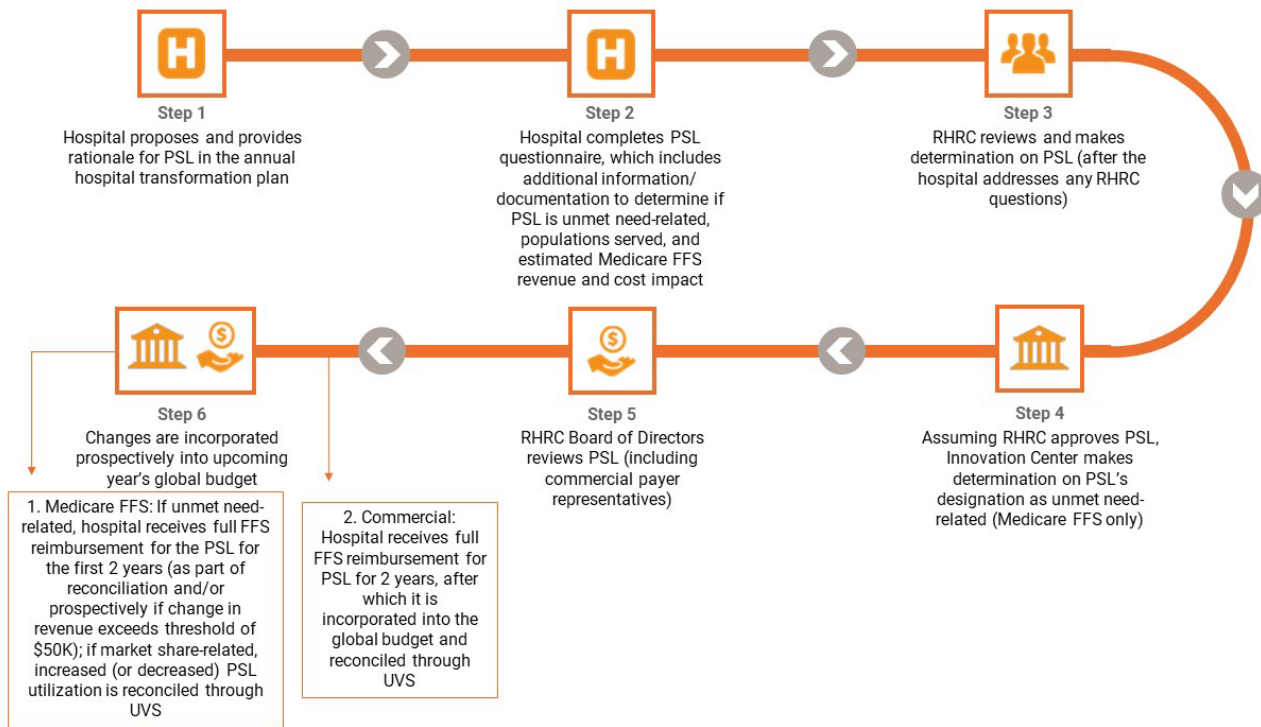 H
Step 1
Hospital proposes and provides
rationale for PSL in the annual
hospital transformation plan
H
Step 2
Hospital completes PSL
questionnaire, which includes
additional information/
documentation to determine if
PSL is unmet need-related,
populations served, and
estimated Medicare FFS
revenue and cost impact
Step 3
RHRC reviews and makes
determination on PSL (after the
hospital addresses any RHRC
questions)
Step 4
Assuming RHRC approves PSL,
Innovation Center makes
determination on PSL's
designation as unmet need-
related (Medicare FFS only)
$
Step 5
RHRC Board of Directors
reviews PSL (including
commercial payer
representatives)
$
Step 6
Changes are incorporated
prospectively into upcoming
year's global budget
1. Medicare FFS: If unmet need-
related, hospital receives full FFS
reimbursement for the PSL for
the first 2 years (as part of
reconciliation and/or
prospectively if change in
revenue exceeds threshold of
$50K); if market share-related,
increased (or decreased) PSL
utilization is reconciled through
UVS
2. Commercial:
Hospital receives full
FFS reimbursement for
PSL for 2 years, after
which it is
incorporated into the
global budget and
reconciled through
UVS